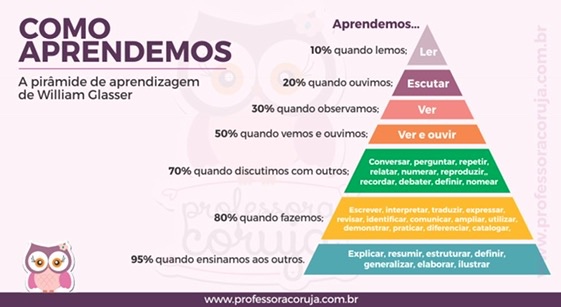 COMO
APRENDEMOS
A pirâmide de aprendizagem
de William Glasser
Aprendemos...
10% quando lemos;
Ler
20% quando ouvimos;
Escutar
30% quando observamos;
Ver
50% quando vemos e ouvimos;
Ver e ouvir
70% quando discutimos com outros;
Conversar, perguntar, repetir,
relatar, numerar, reproduzir,,
recordar, debater, definir, nomear
80% quando fazemos;
Escrever, interpretar, traduzir, expressar,
revisar, identificar, comunicar, ampliar, utilizar,
demonstrar, praticar, diferenciar, catalogar,
95% quando ensinamos aos outros.
Explicar, resumir, estruturar, definir,
generalizar, elaborar, ilustrar
professora
coruja
www.professoracoruja.com.br
www.professoracoruja.com.br